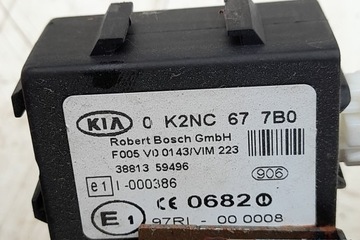 KIA 0 K2NC 67 7B0
Robert Bosch GmbH
F005 V0 0143/VIM 223
38813 59496
906
e1 I-000386
CE 0682
E1 97RI - 00 0008